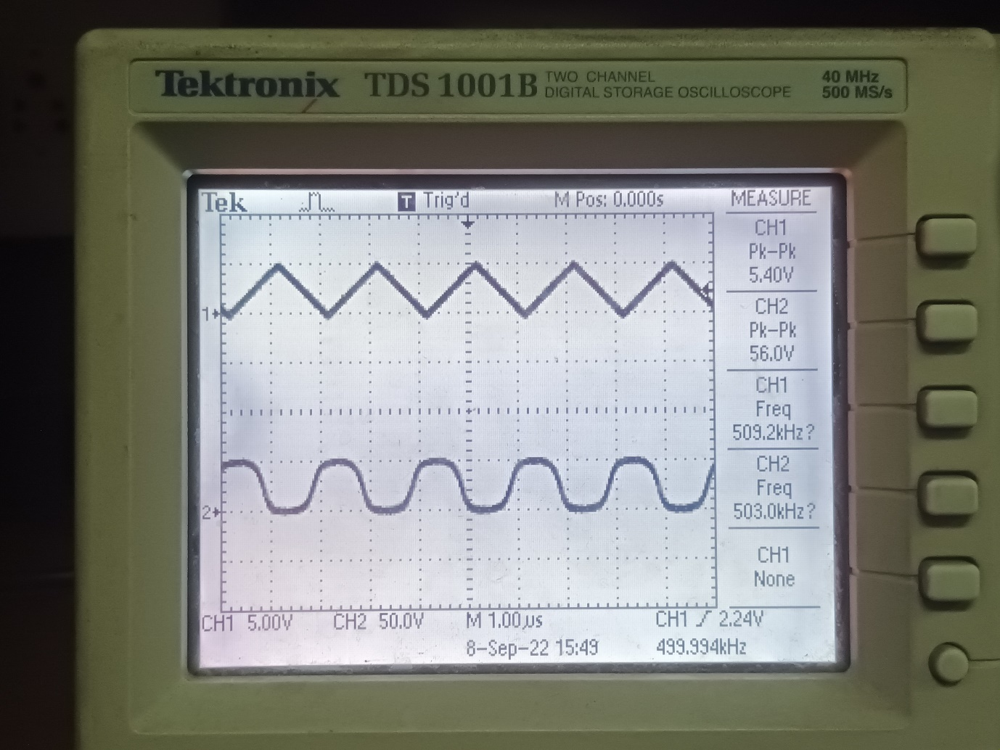 Tektronix TDS 1001B TWO CHANNEL DIGITAL STORAGE OSCILLOSCOPE
40 MHz
500 MS/s
Tek T Trig'd M Pos: 0.000s MEASURE
CH1
Pk-Pk
5.40V
CH2
Pk-Pk
56.0V
CH1
Freq
509.2kHz?
CH2
Freq
503.0kHz?
CH1
None
1
2
CH1 5.00V CH2 50.0V M 1.00µs CH1 2.24V
8-Sep-22 15:49 499.994kHz